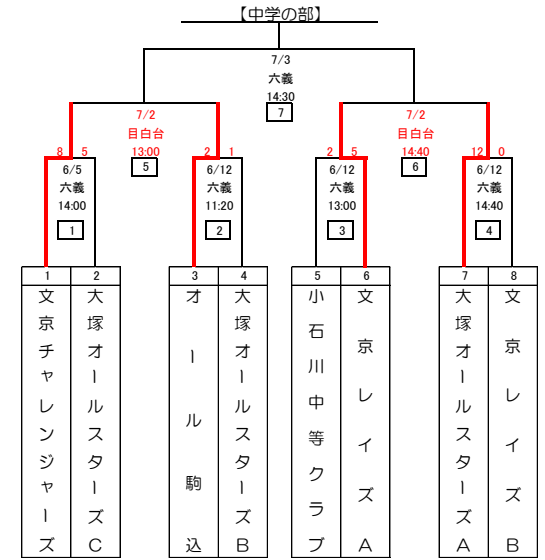 【中学の部】
7/3
六義
14:30
7
7/2
目白台
13:00
5
7/2
目白台
14:40
6
8 5
2 1
2 5
12 0
6/5
六義
14:00
1
6/12
六義
11:20
2
6/12
六義
13:00
3
6/12
六義
14:40
4
1 2 3 4 5 6 7 8
文京チャレンジャーズ
大塚オールスターズC
オール駒込
大塚オールスターズB
小石川中等クラブ
文京レイズA
大塚オールスターズA
文京レイズB